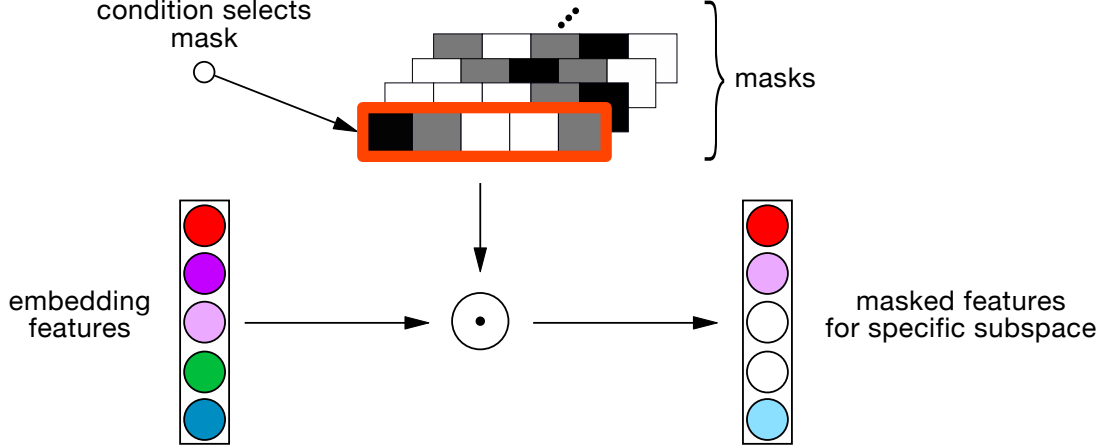 condition selects
mask
masks
embedding
features
masked features
for specific subspace